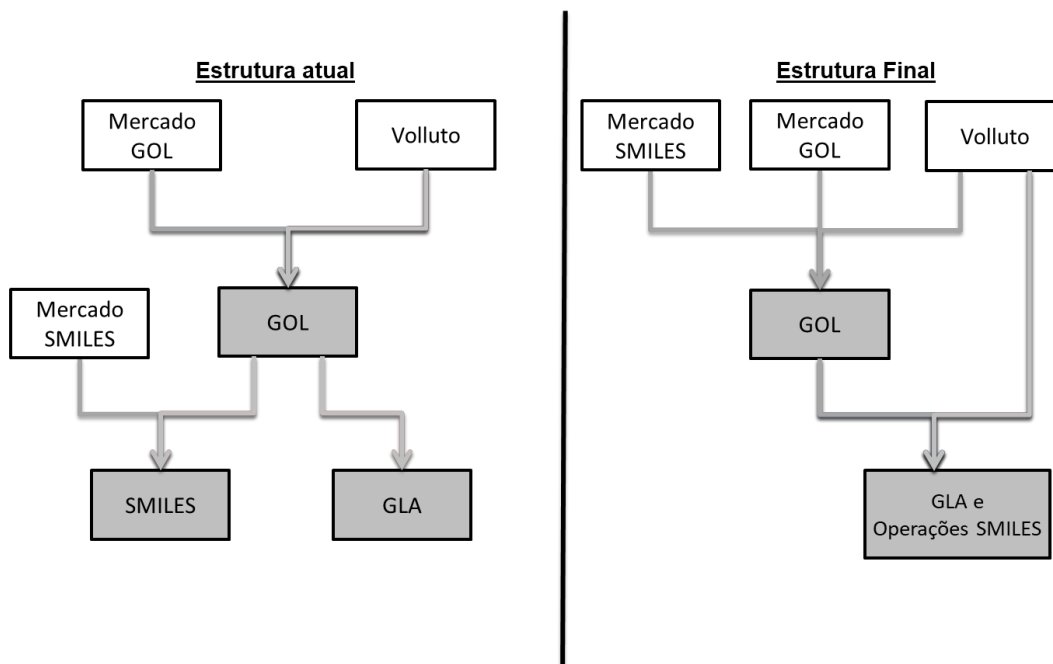 Estrutura atual
Mercado
GOL
Volluto
GOL
Mercado
SMILES
SMILES
GLA
Estrutura Final
Mercado
SMILES
Mercado
GOL
Volluto
GOL
GLA e
Operações SMILES